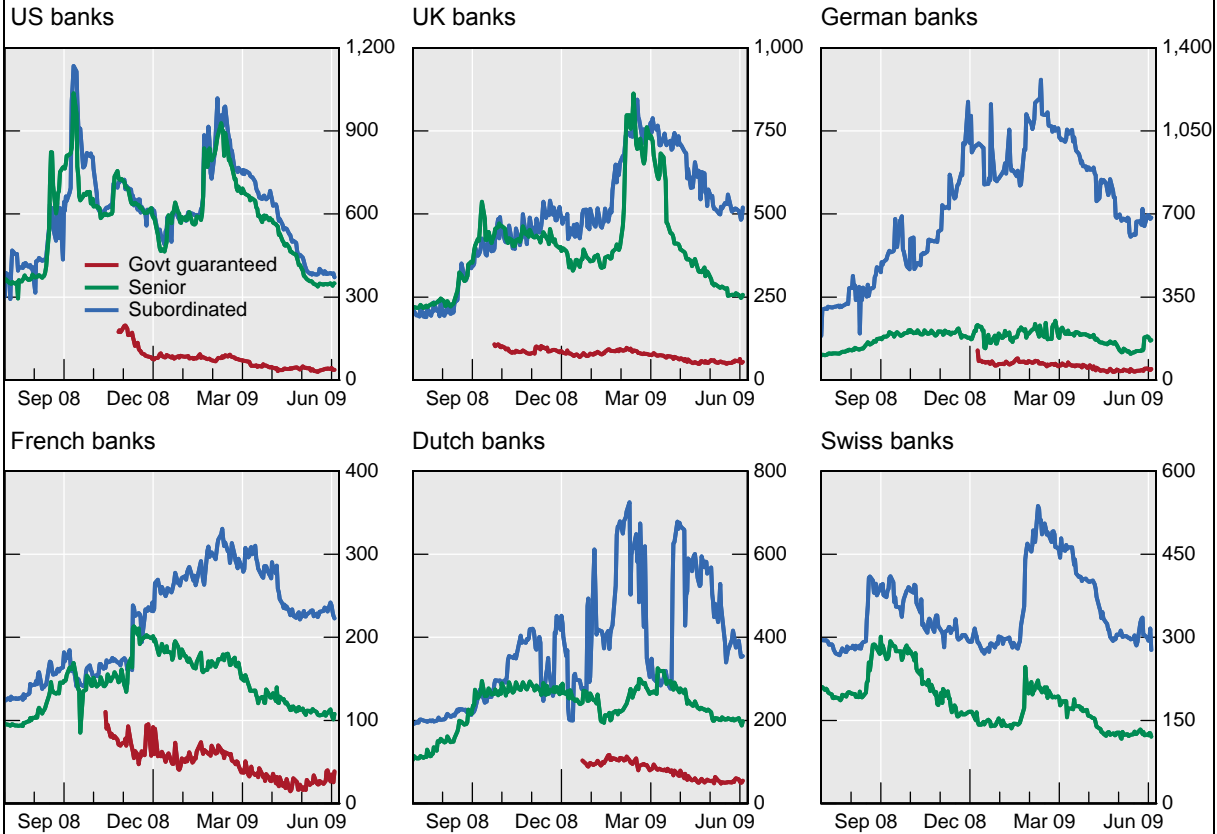 US banks
UK banks
German banks
1,200
900
600
300
0
Govt guaranteed
Senior
Subordinated
Sep 08 Dec 08 Mar 09 Jun 09
1,000
750
500
250
0
Sep 08 Dec 08 Mar 09 Jun 09
1,400
1,050
700
350
0
Sep 08 Dec 08 Mar 09 Jun 09
French banks
Dutch banks
Swiss banks
400
300
200
100
0
Sep 08 Dec 08 Mar 09 Jun 09
800
600
400
200
0
Sep 08 Dec 08 Mar 09 Jun 09
600
450
300
150
0
Sep 08 Dec 08 Mar 09 Jun 09